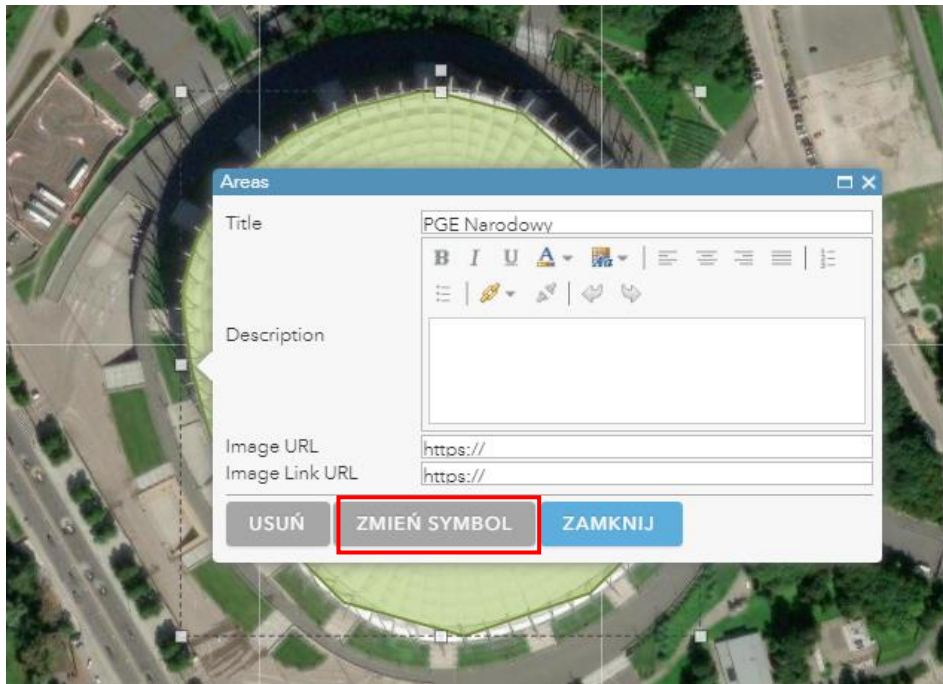 Areas
Title
PGE Narodowy
B I U A
Description
Image URL
https://
Image Link URL
https://
USUŃ ZMIEŃ SYMBOL ZAMKNIJ